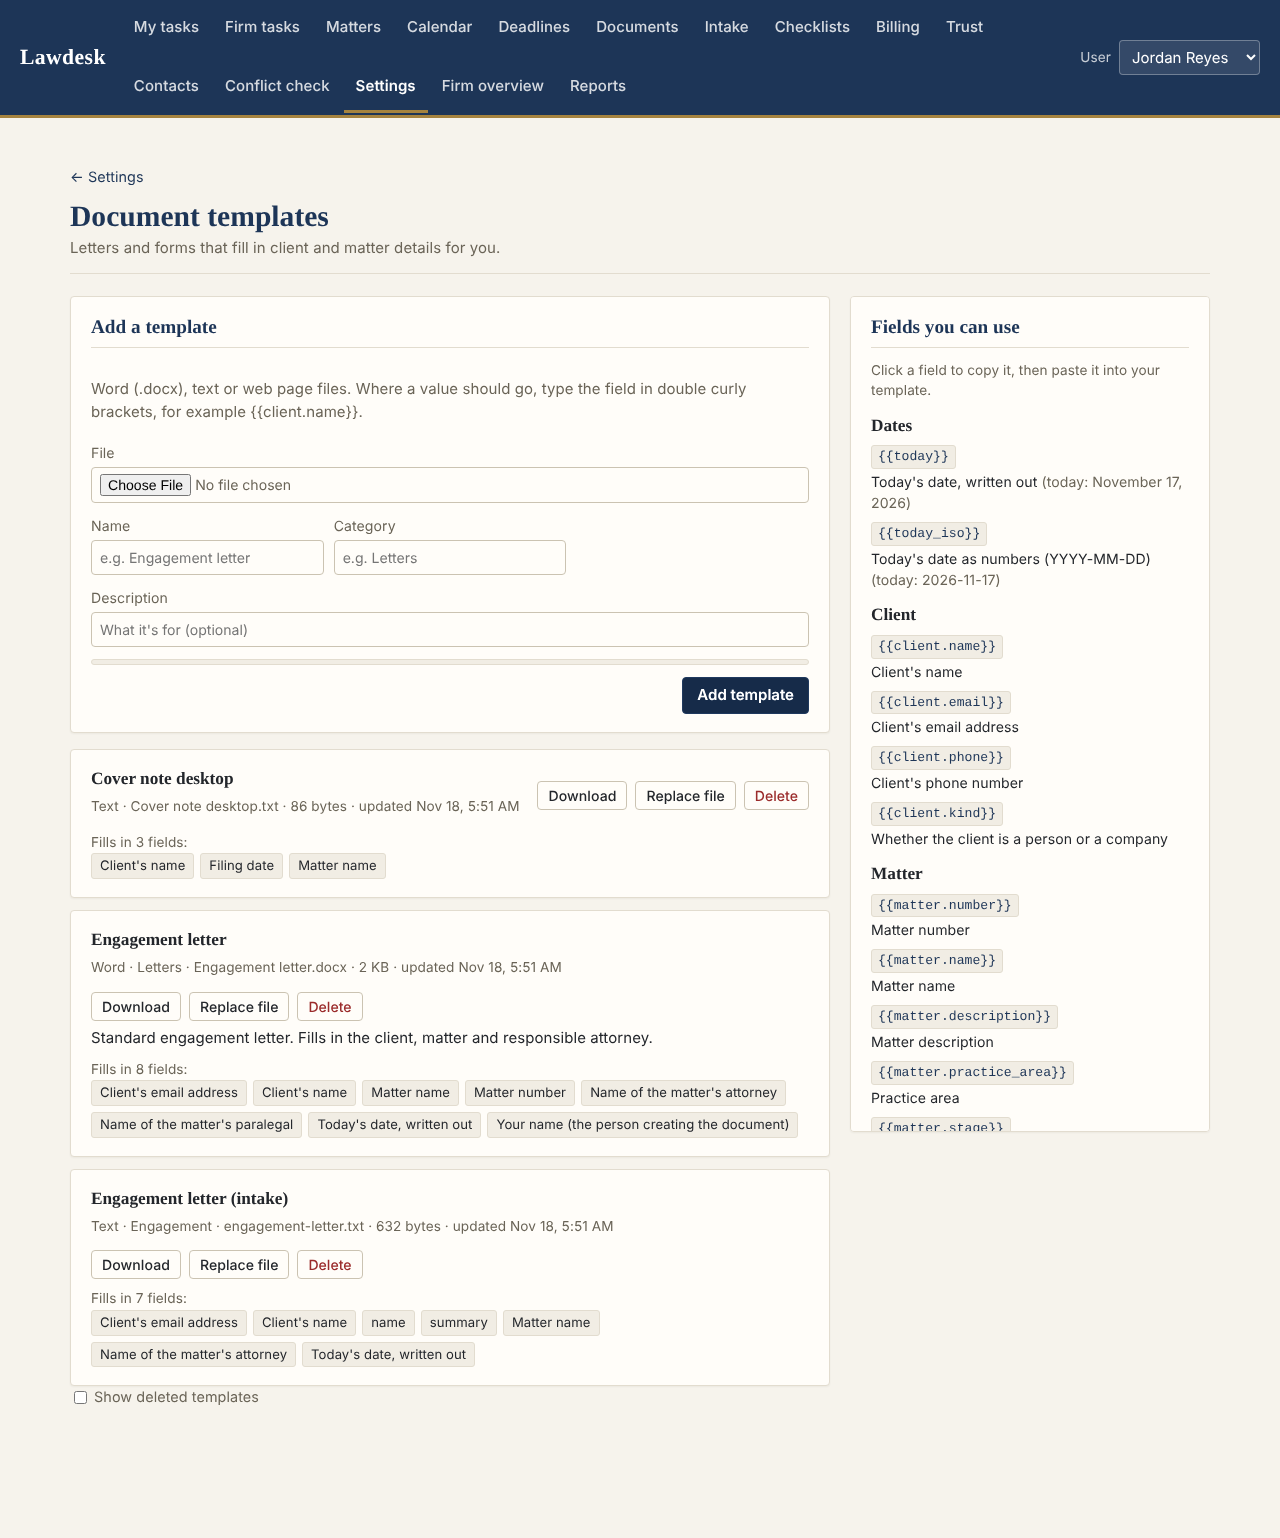 Lawdesk
My tasks Firm tasks Matters Calendar Deadlines Documents Intake Checklists Billing Trust
Contacts Conflict check Settings Firm overview Reports
User Jordan Reyes
← Settings
Document templates
Letters and forms that fill in client and matter details for you.
Add a template
Word (.docx), text or web page files. Where a value should go, type the field in double curly
brackets, for example {{client.name}}.
File
Choose File No file chosen
Name Category
e.g. Engagement letter e.g. Letters
Description
What it's for (optional)
Add template
Cover note desktop
Text · Cover note desktop.txt · 86 bytes · updated Nov 18, 5:51 AM
Download Replace file Delete
Fills in 3 fields:
Client's name Filing date Matter name
Engagement letter
Word · Letters · Engagement letter.docx · 2 KB · updated Nov 18, 5:51 AM
Download Replace file Delete
Standard engagement letter. Fills in the client, matter and responsible attorney.
Fills in 8 fields:
Client's email address Client's name Matter name Matter number Name of the matter's attorney
Name of the matter's paralegal Today's date, written out Your name (the person creating the document)
Engagement letter (intake)
Text · Engagement · engagement-letter.txt · 632 bytes · updated Nov 18, 5:51 AM
Download Replace file Delete
Fills in 7 fields:
Client's email address Client's name name summary Matter name
Name of the matter's attorney Today's date, written out
Show deleted templates
Fields you can use
Click a field to copy it, then paste it into your
template.
Dates
{{today}}
Today's date, written out (today: November 17,
2026)
{{today_iso}}
Today's date as numbers (YYYY-MM-DD)
(today: 2026-11-17)
Client
{{client.name}}
Client's name
{{client.email}}
Client's email address
{{client.phone}}
Client's phone number
{{client.kind}}
Whether the client is a person or a company
Matter
{{matter.number}}
Matter number
{{matter.name}}
Matter name
{{matter.description}}
Matter description
{{matter.practice_area}}
Practice area
{{matter.stage}}